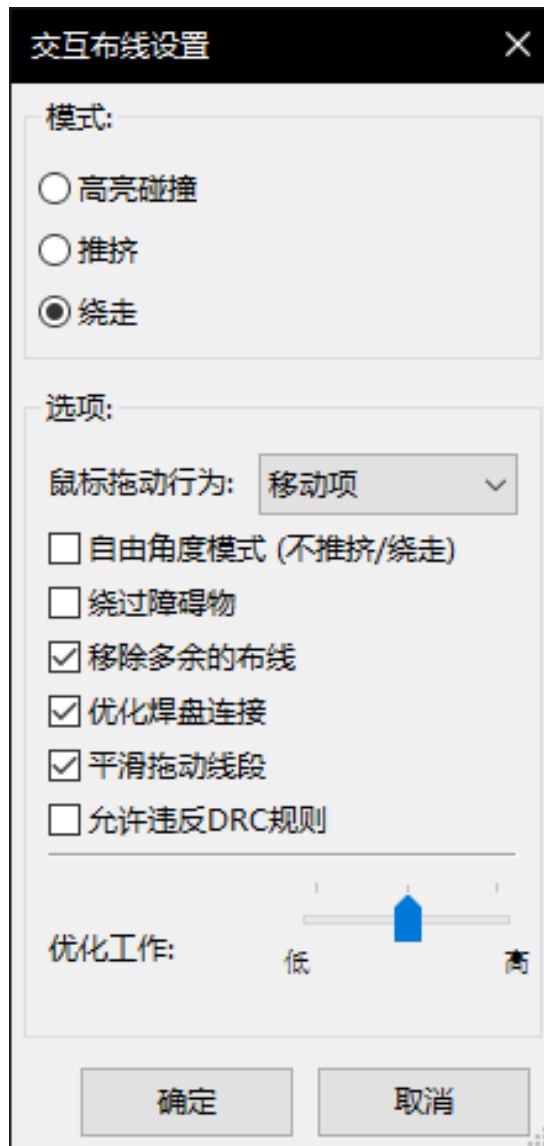 交互布线设置
模式:
高亮碰撞
推挤
绕走
选项:
鼠标拖动行为: 移动项
自由角度模式 (不推挤/绕走)
绕过障碍物
移除多余的布线
优化焊盘连接
平滑拖动线段
允许违反DRC规则
优化工作:
低 高
确定 取消